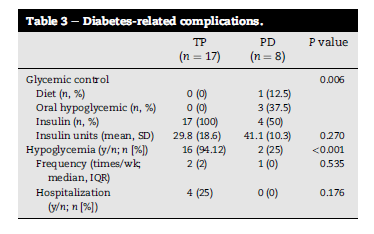 Table 3 – Diabetes-related complications.
TP PD P value
(n = 17) (n = 8)
Glycemic control 0.006
Diet (n, %) 0 (0) 1 (12.5)
Oral hypoglycemic (n, %) 0 (0) 3 (37.5)
Insulin (n, %) 17 (100) 4 (50)
Insulin units (mean, SD) 29.8 (18.6) 41.1 (10.3) 0.270
Hypoglycemia (y/n; n [%]) 16 (94.12) 2 (25) <0.001
Frequency (times/wk; 2 (2) 1 (0) 0.535
median, IQR)
Hospitalization 4 (25) 0 (0) 0.176
(y/n; n [%])